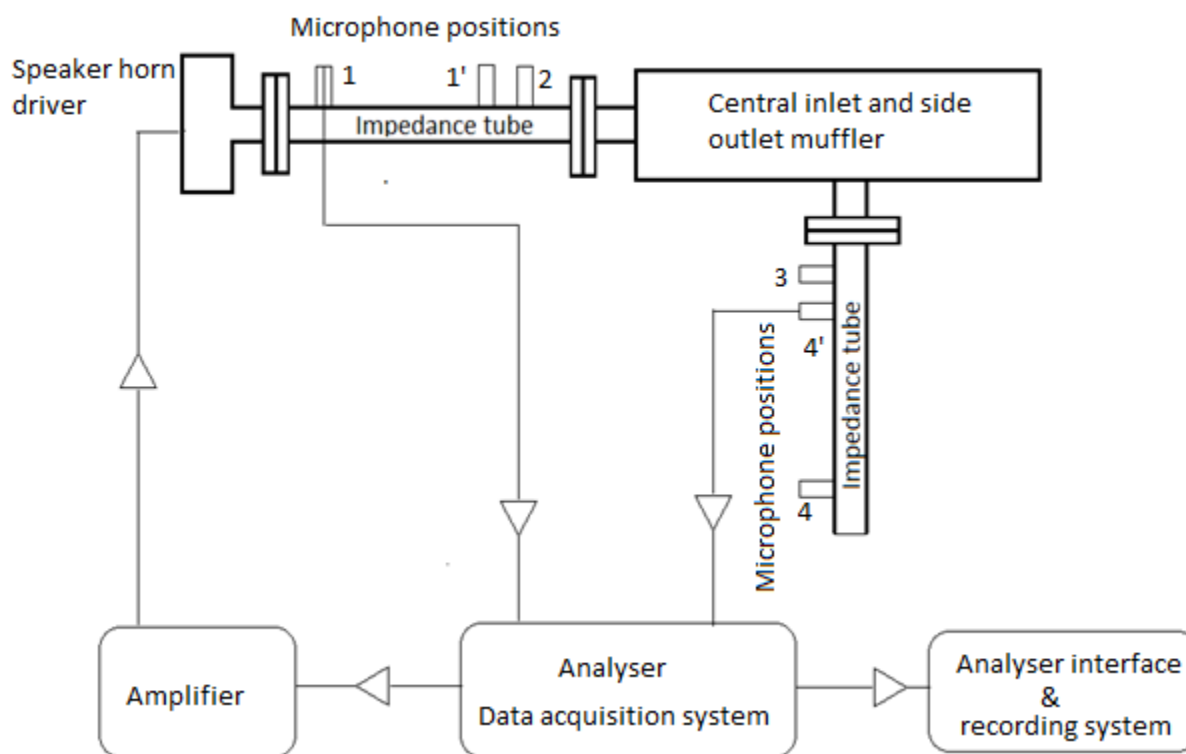 Microphone positions
Speaker horn
driver
1
1'
2
Impedance tube
Central inlet and side
outlet muffler
3
4'
4
Impedance tube
Microphone positions
Amplifier
Analyser
Data acquisition system
Analyser interface
&
recording system